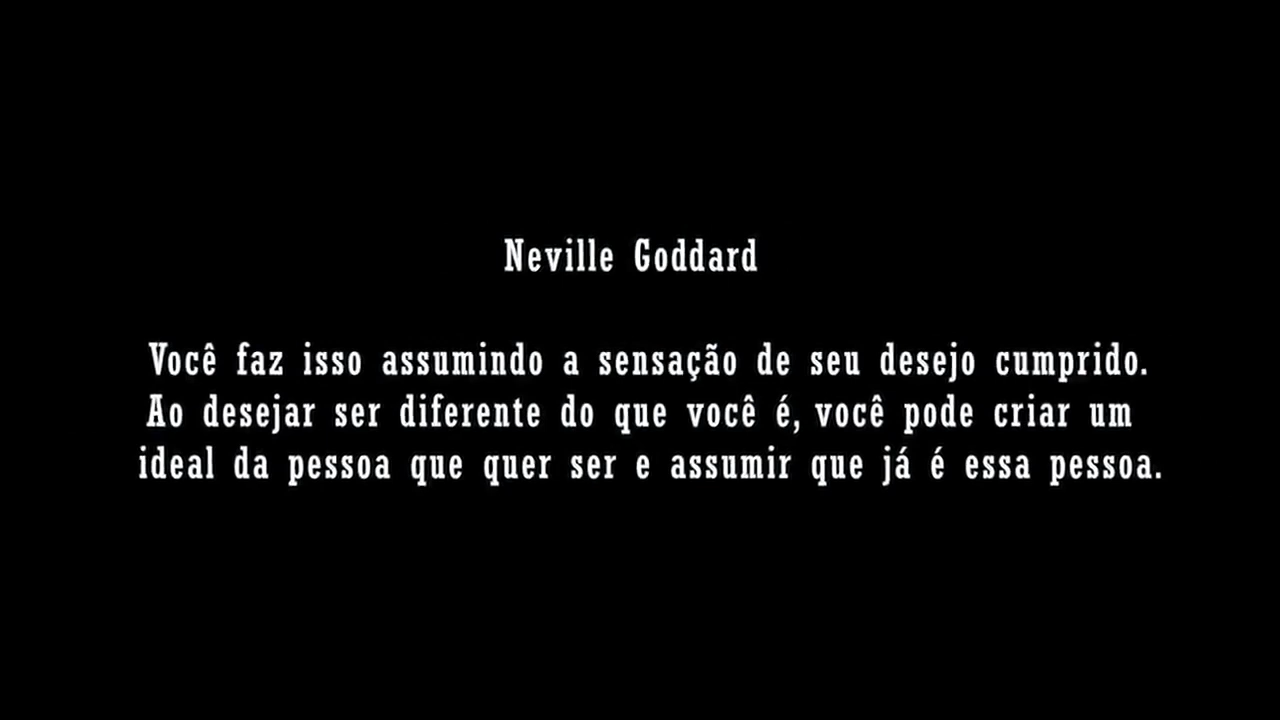 Neville Goddard
Você faz isso assumindo a sensação de seu desejo cumprido.
Ao desejar ser diferente do que você é, você pode criar um
ideal da pessoa que quer ser e assumir que já é essa pessoa.